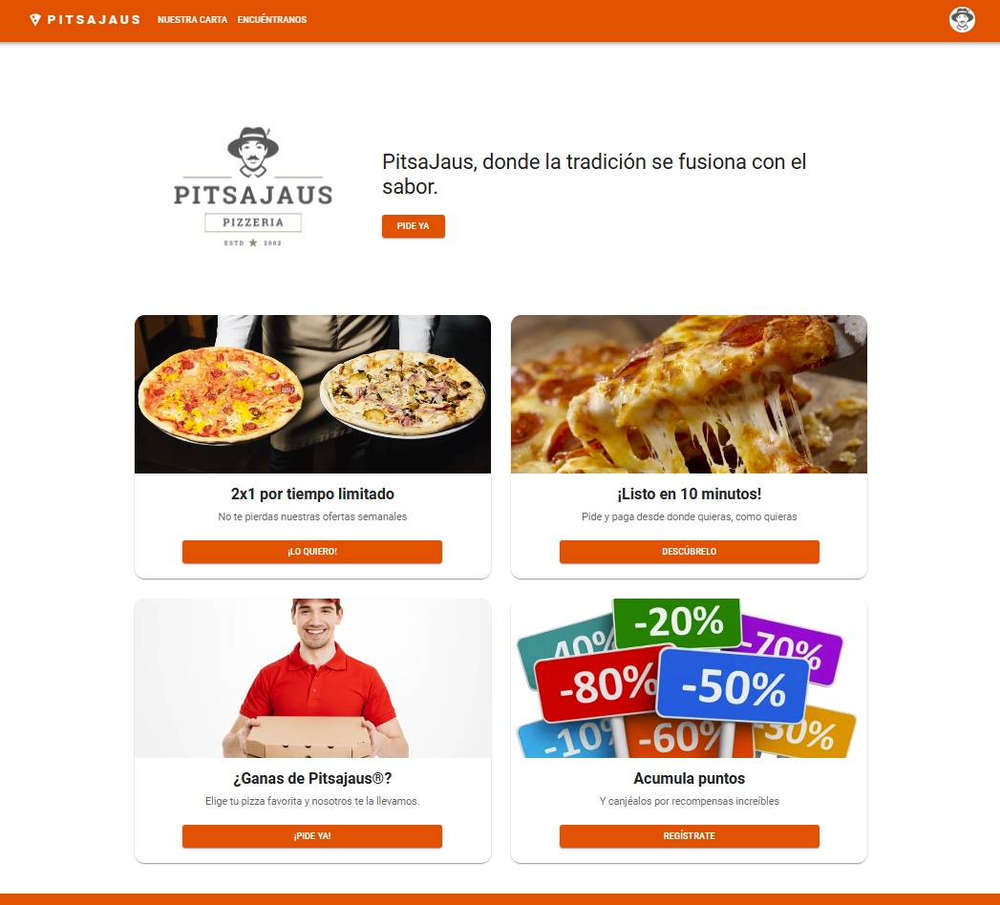 PITSAJAUS NUESTRA CARTA ENCUÉNTRANOS
PITSAJAUS
PIZZERIA
ESTD ★ 2002
PitsaJaus, donde la tradición se fusiona con el
sabor.
PIDE YA
2x1 por tiempo limitado
No te pierdas nuestras ofertas semanales
¡LO QUIERO!
¡Listo en 10 minutos!
Pide y paga desde donde quieras, como quieras
DESCÚBRELO
¿Ganas de Pitsajaus®?
Elige tu pizza favorita y nosotros te la llevamos.
¡PIDE YA!
-20%
-40%
-70%
-80%
-50%
-10%
-60%
-30%
Acumula puntos
Y canjéalos por recompensas increíbles
REGÍSTRATE